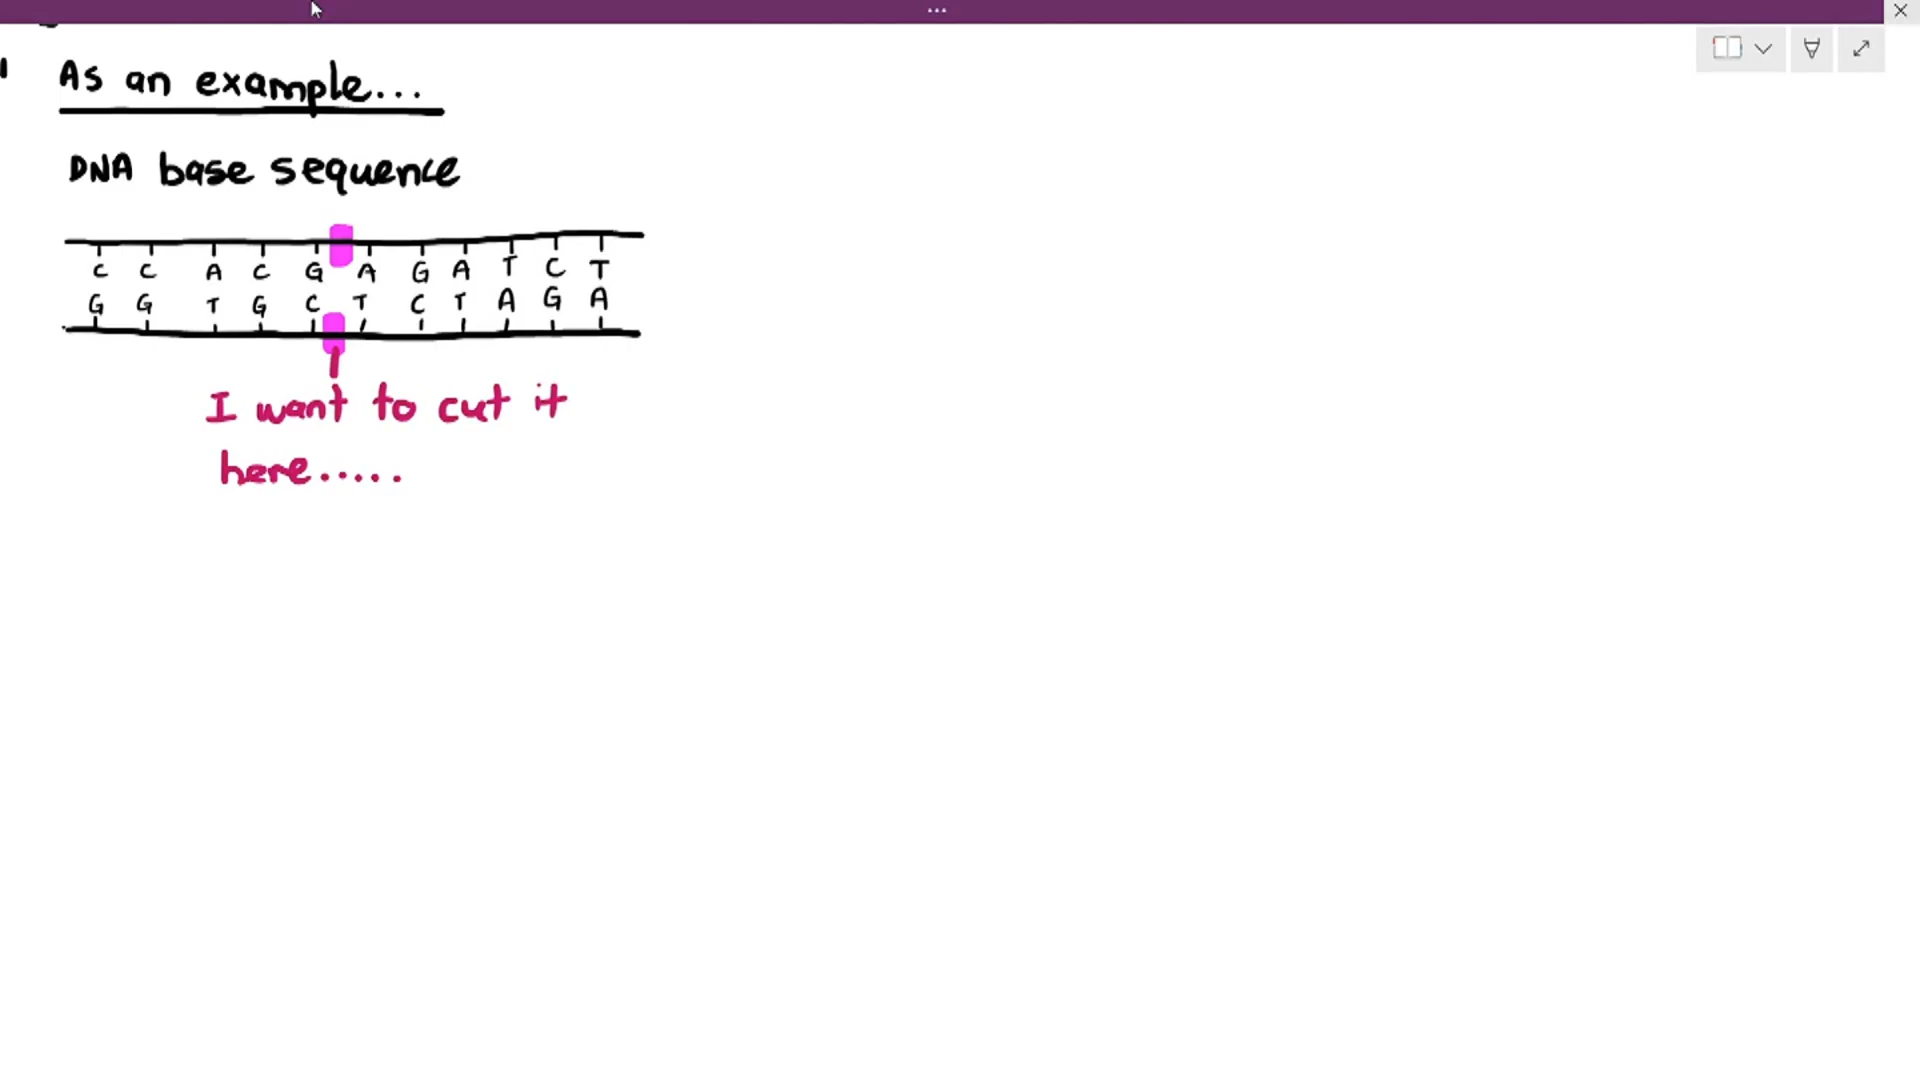 As an example...
DNA base sequence
C C A C G A G A T C T
G G T G C T C T A G A
I want to cut it
here.....